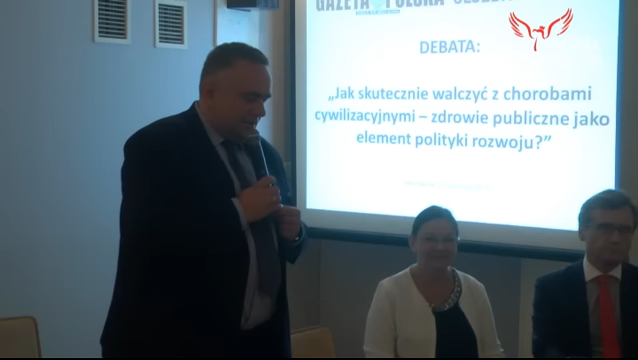 GAZETA POLSKA
DEBATA:
„Jak skutecznie walczyć z chorobami
cywilizacyjnymi – zdrowie publiczne jako
element polityki rozwoju?”